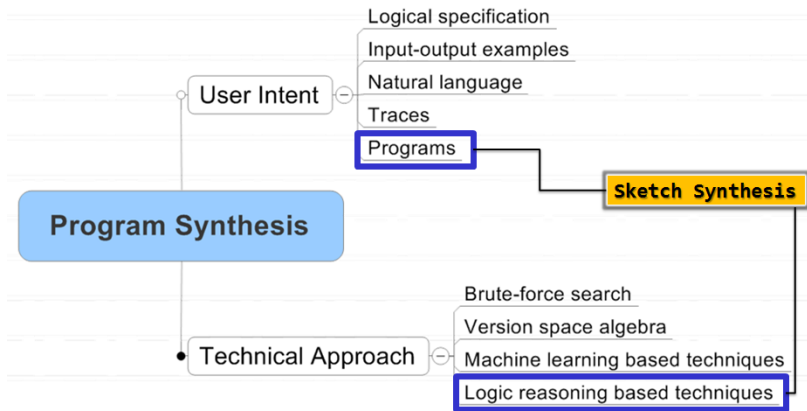 Logical specification
Input-output examples
User Intent
Natural language
Traces
Programs
Sketch Synthesis
Program Synthesis
Brute-force search
Version space algebra
Technical Approach
Machine learning based techniques
Logic reasoning based techniques